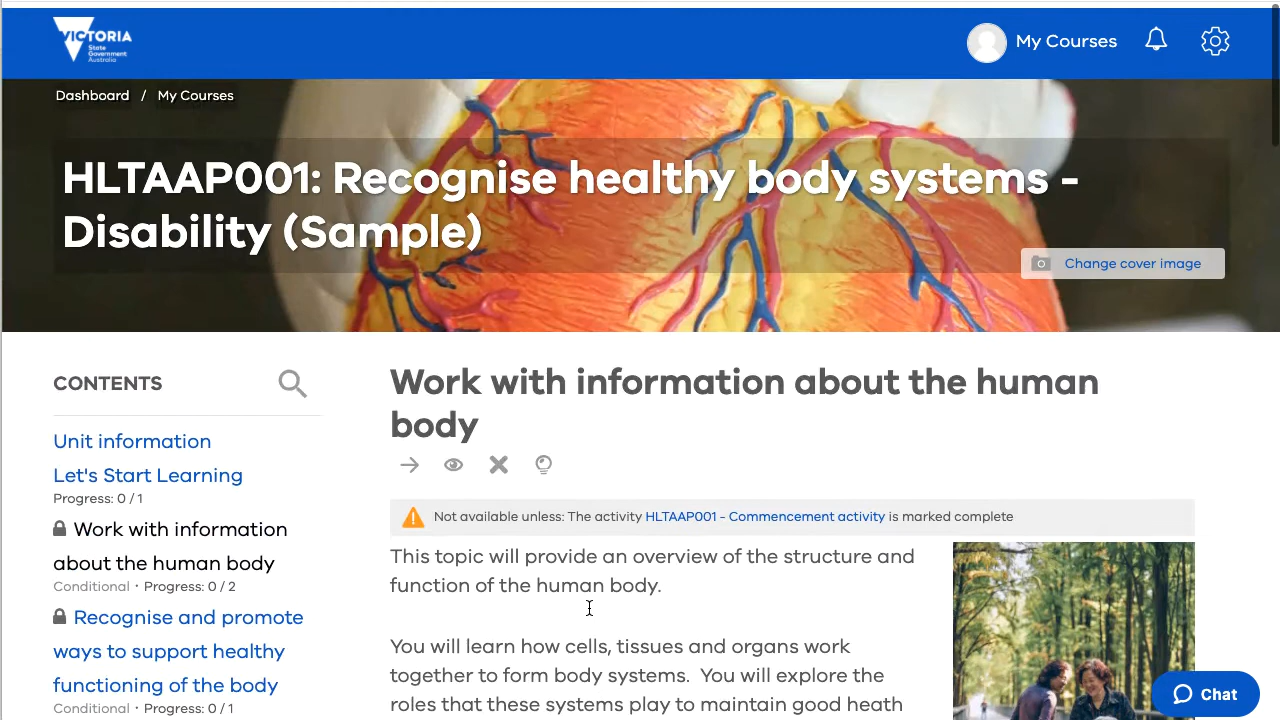 VICTORIA
State
Government
Australia
My Courses
Dashboard / My Courses
HLTAAP001: Recognise healthy body systems -
Disability (Sample)
Change cover image
CONTENTS
Unit information
Let's Start Learning
Progress: 0 / 1
Work with information
about the human body
Conditional · Progress: 0 / 2
Recognise and promote
ways to support healthy
functioning of the body
Conditional · Progress: 0 / 1
Work with information about the human
body
Not available unless: The activity HLTAAP001 - Commencement activity is marked complete
This topic will provide an overview of the structure and
function of the human body.
You will learn how cells, tissues and organs work
together to form body systems. You will explore the
roles that these systems play to maintain good heath
Chat